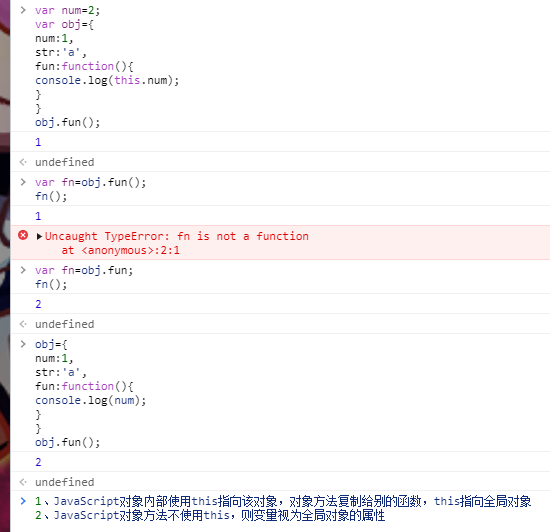 var num=2;
var obj={
num:1,
str:'a',
fun:function(){
console.log(this.num);
}
}
obj.fun();
1
undefined
var fn=obj.fun();
fn();
1
Uncaught TypeError: fn is not a function
at <anonymous>:2:1
var fn=obj.fun;
fn();
2
undefined
obj={
num:1,
str:'a',
fun:function(){
console.log(num);
}
}
obj.fun();
2
undefined
1、JavaScript对象内部使用this指向该对象，对象方法复制给别的函数，this指向全局对象
2、JavaScript对象方法不使用this，则变量视为全局对象的属性